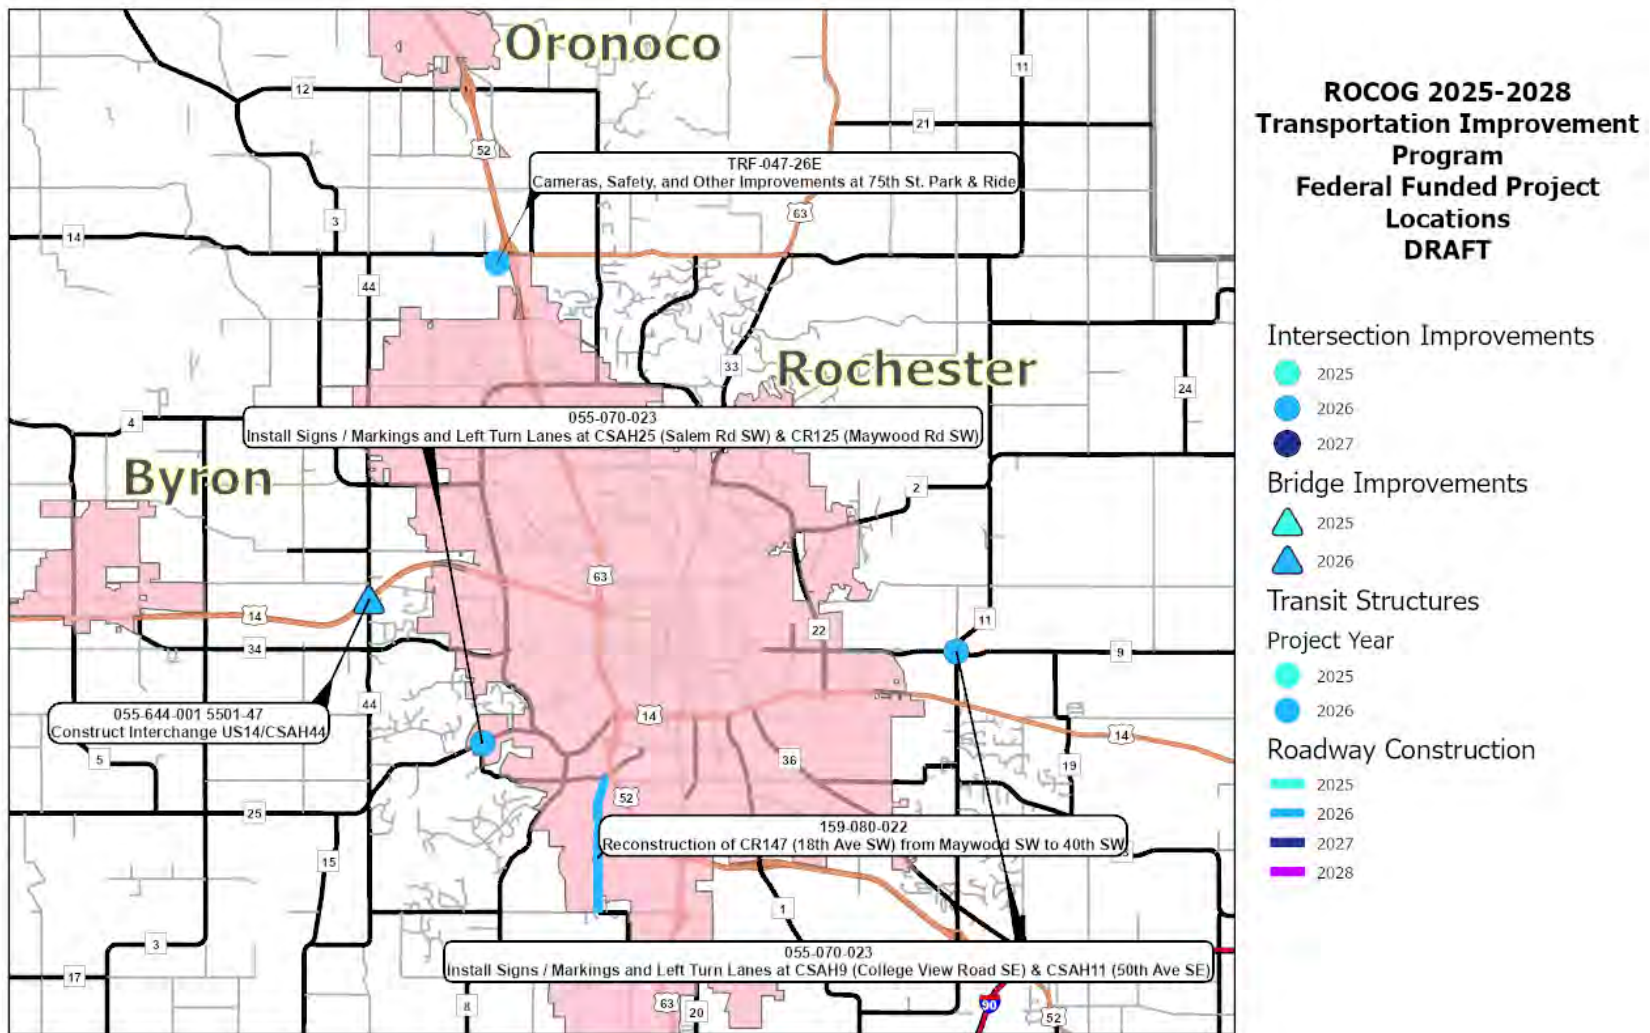 Oronoco
11
12
21
52
TRF-047-26E
Cameras, Safety, and Other Improvements at 75th St. Park & Ride
3
63
14
44
33
Rochester
24
4
055-070-023
Install Signs / Markings and Left Turn Lanes at CSAH25 (Salem Rd SW) & CR125 (Maywood Rd SW)
Byron
2
63
14
11
22
34
9
44
055-644-001 5501-47
Construct Interchange US14/CSAH44
14
14
5
36
19
52
25
159-080-022
Reconstruction of CR147 (18th Ave SW) from Maywood SW to 40th SW
15
1
3
055-070-023
Install Signs / Markings and Left Turn Lanes at CSAH9 (College View Road SE) & CSAH11 (50th Ave SE)
17
8
63
20
90
52
ROCOG 2025-2028
Transportation Improvement
Program
Federal Funded Project
Locations
DRAFT
Intersection Improvements
2025
2026
2027
Bridge Improvements
2025
2026
Transit Structures
Project Year
2025
2026
Roadway Construction
2025
2026
2027
2028